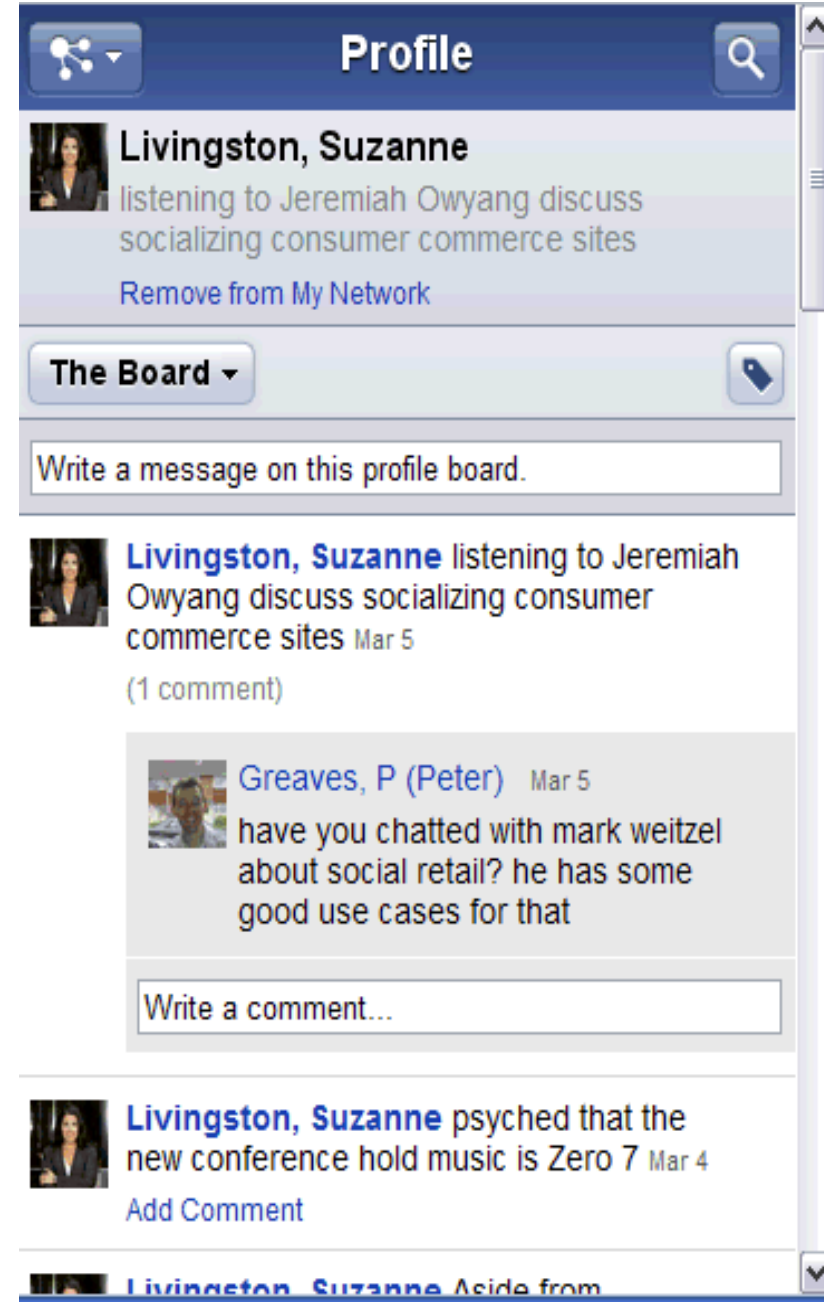 Profile
Livingston, Suzanne
listening to Jeremiah Owyang discuss
socializing consumer commerce sites
Remove from My Network
The Board
Write a message on this profile board.
Livingston, Suzanne listening to Jeremiah
Owyang discuss socializing consumer
commerce sites Mar 5
(1 comment)
Greaves, P (Peter) Mar 5
have you chatted with mark weitzel
about social retail? he has some
good use cases for that
Write a comment...
Livingston, Suzanne psyched that the
new conference hold music is Zero 7 Mar 4
Add Comment
Livingston, Suzanne Aside from